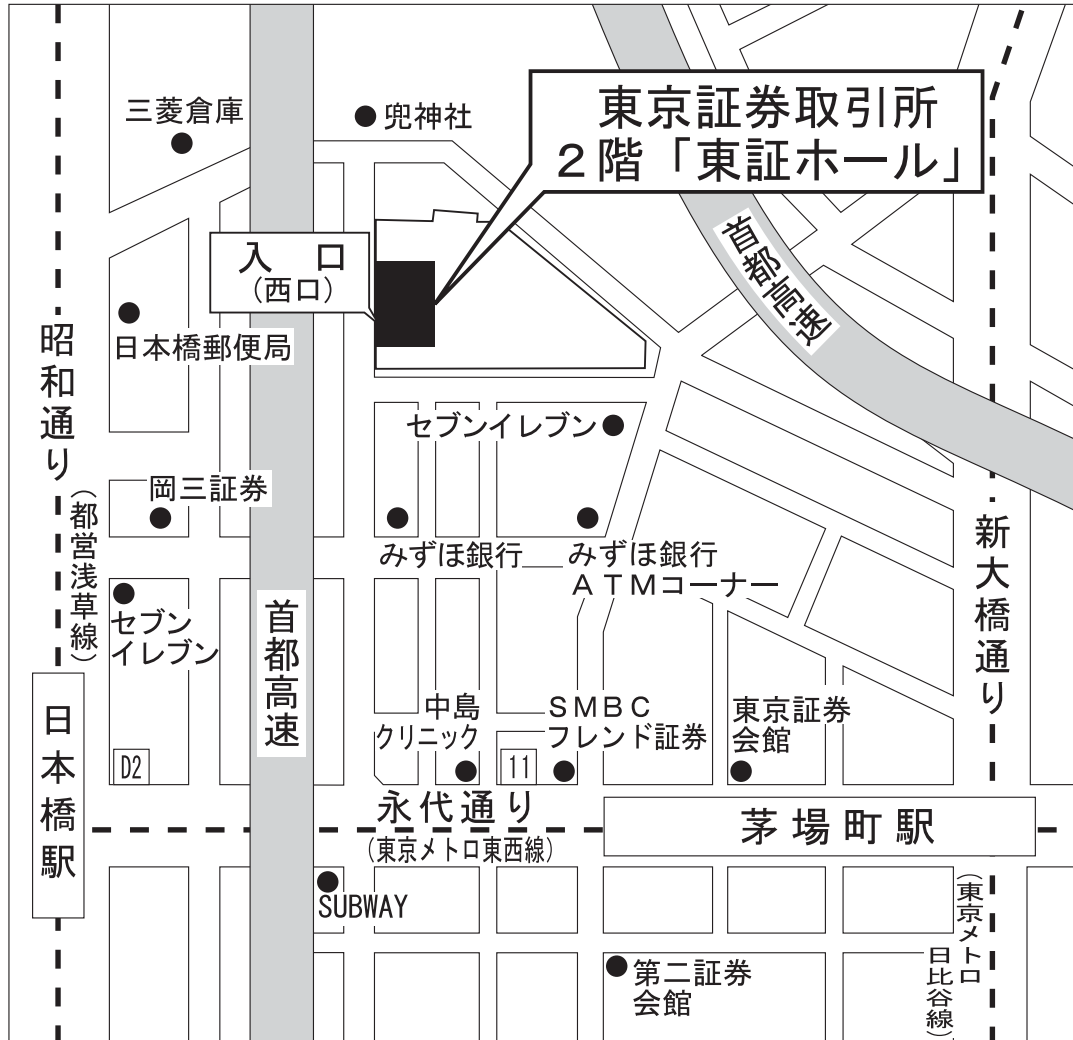 三菱倉庫
兜神社
東京証券取引所
2階「東証ホール」
入 口
(西口)
首都高速
日本橋郵便局
昭和通り
(都営浅草線)
セブンイレブン
岡三証券
みずほ銀行
みずほ銀行
ATMコーナー
新大橋通り
セブン
イレブン
首都高速
日本橋駅
D2
中島
クリニック
11
SMBC
フレンド証券
東京証券
会館
永代通り
(東京メトロ東西線)
茅場町駅
SUBWAY
第二証券
会館
(東京メトロ
日比谷線)